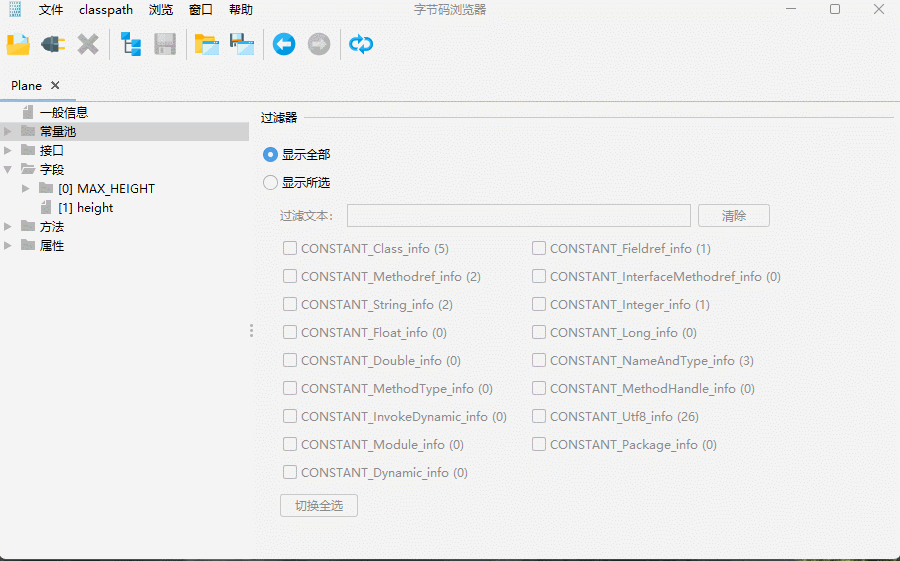 文件 classpath 浏览 窗口 帮助 字节码浏览器
Plane
一般信息
常量池
接口
字段
[0] MAX_HEIGHT
[1] height
方法
属性
过滤器
显示全部
显示所选
过滤文本： 清除
CONSTANT_Class_info (5) CONSTANT_Fieldref_info (1)
CONSTANT_Methodref_info (2) CONSTANT_InterfaceMethodref_info (0)
CONSTANT_String_info (2) CONSTANT_Integer_info (1)
CONSTANT_Float_info (0) CONSTANT_Long_info (0)
CONSTANT_Double_info (0) CONSTANT_NameAndType_info (3)
CONSTANT_MethodType_info (0) CONSTANT_MethodHandle_info (0)
CONSTANT_InvokeDynamic_info (0) CONSTANT_Utf8_info (26)
CONSTANT_Module_info (0) CONSTANT_Package_info (0)
CONSTANT_Dynamic_info (0)
切换全选